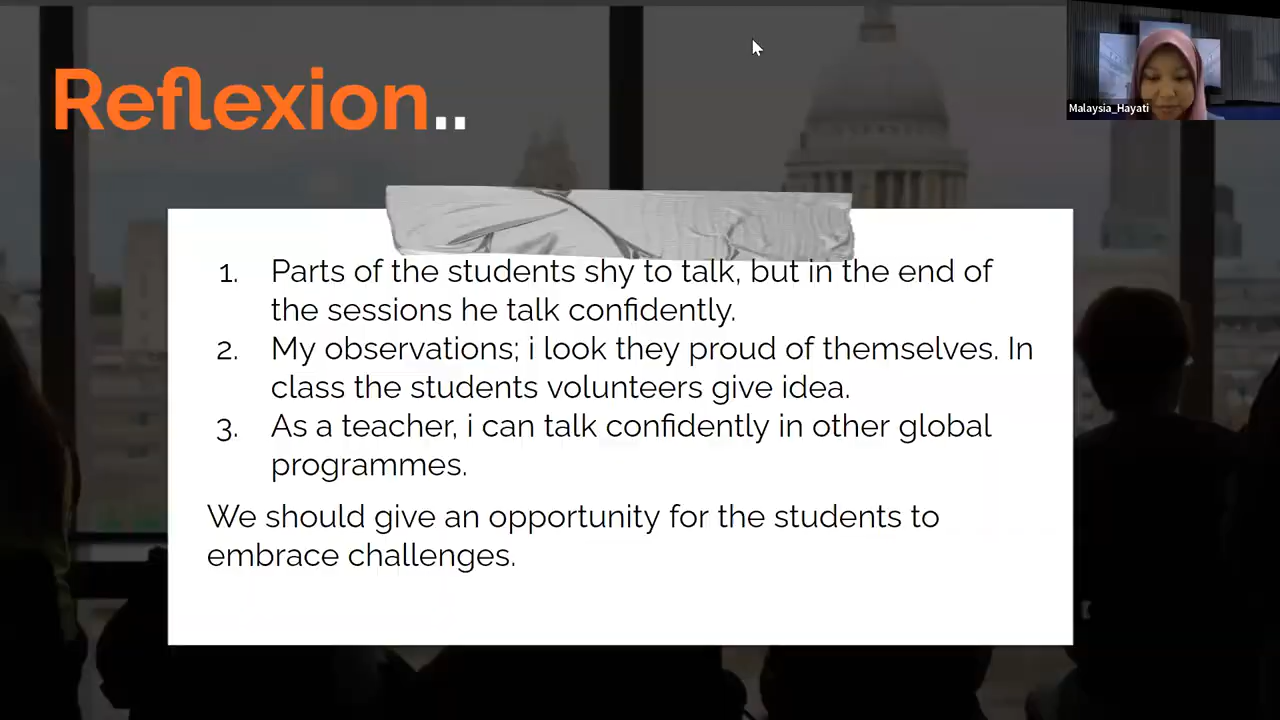 Reflexion..
Malaysia_Hayati
1. Parts of the students shy to talk, but in the end of
the sessions he talk confidently.
2. My observations; i look they proud of themselves. In
class the students volunteers give idea.
3. As a teacher, i can talk confidently in other global
programmes.
We should give an opportunity for the students to
embrace challenges.